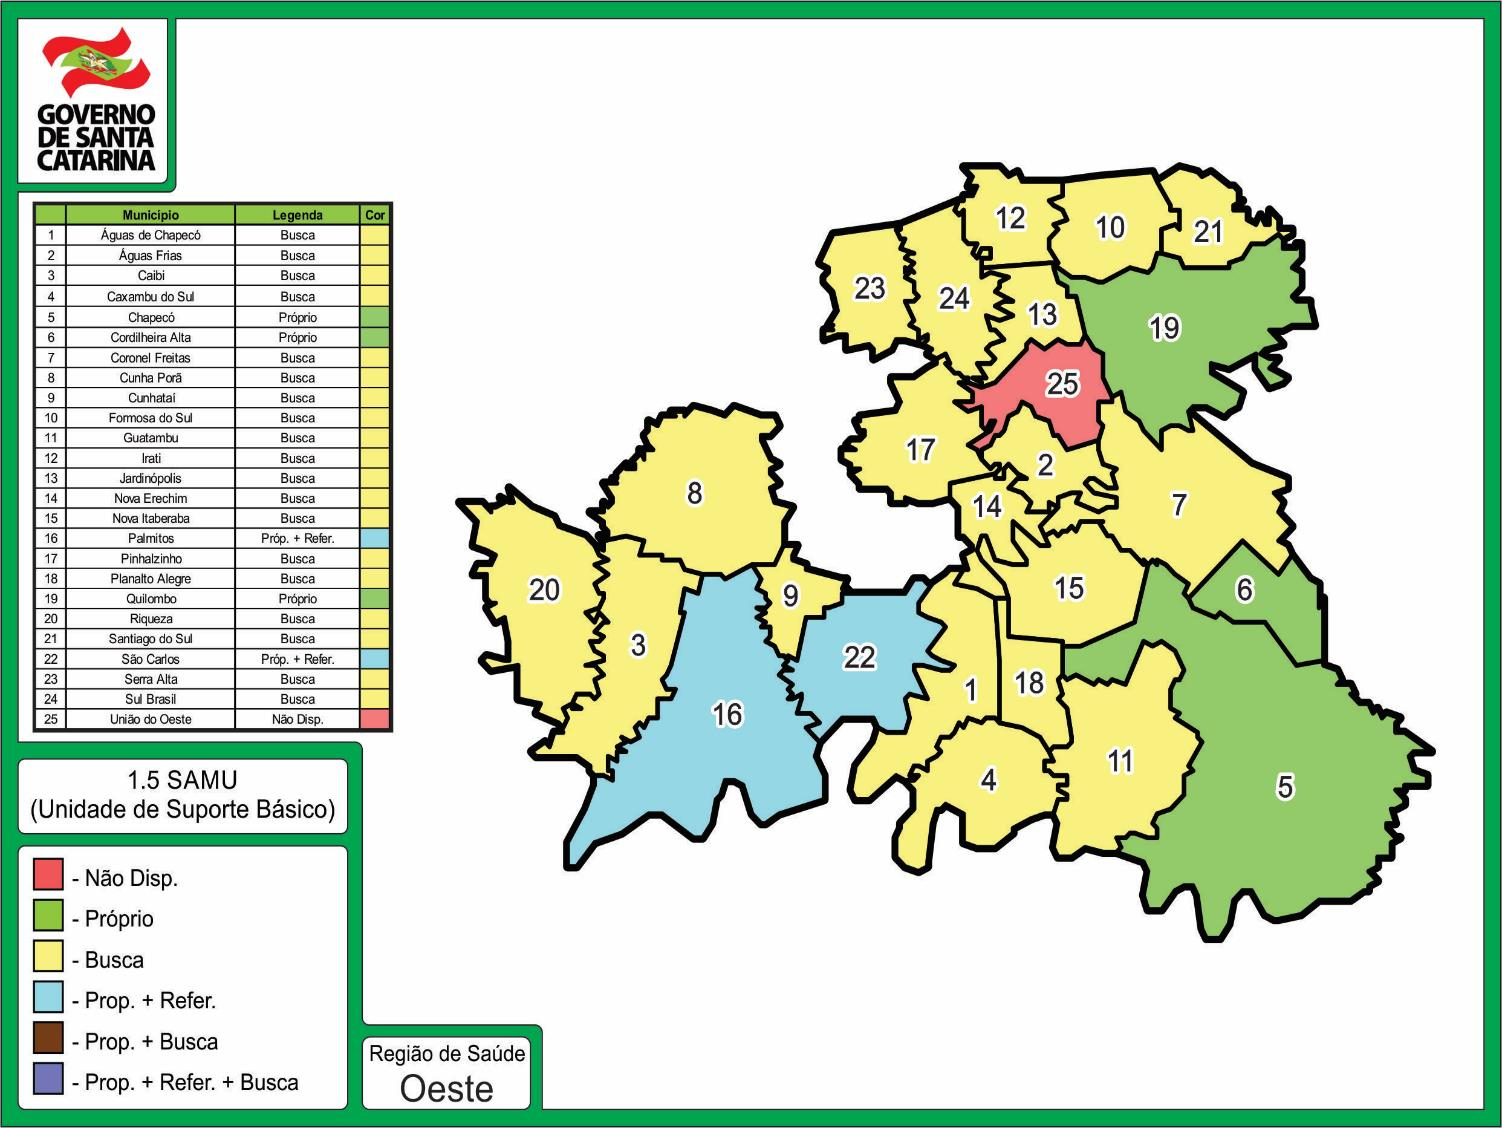 GOVERNO
DE SANTA
CATARINA
Município Legenda Cor
1 Águas de Chapecó Busca
2 Águas Frias Busca
3 Caibi Busca
4 Caxambu do Sul Busca
5 Chapecó Próprio
6 Cordilheira Alta Próprio
7 Coronel Freitas Busca
8 Cunha Porã Busca
9 Cunhataí Busca
10 Formosa do Sul Busca
11 Guatambu Busca
12 Irati Busca
13 Jardinópolis Busca
14 Nova Erechim Busca
15 Nova Itaberaba Busca
16 Palmitos Próp. + Refer.
17 Pinhalzinho Busca
18 Planalto Alegre Busca
19 Quilombo Próprio
20 Riqueza Busca
21 Santiago do Sul Busca
22 São Carlos Próp. + Refer.
23 Serra Alta Busca
24 Sul Brasil Busca
25 União do Oeste Não Disp.
12
10
21
23
24
13
19
25
17
2
8
14
7
20
9
15
6
3
22
1
18
16
4
11
5
1.5 SAMU
(Unidade de Suporte Básico)
- Não Disp.
- Próprio
- Busca
- Prop. + Refer.
- Prop. + Busca
- Prop. + Refer. + Busca
Região de Saúde
Oeste